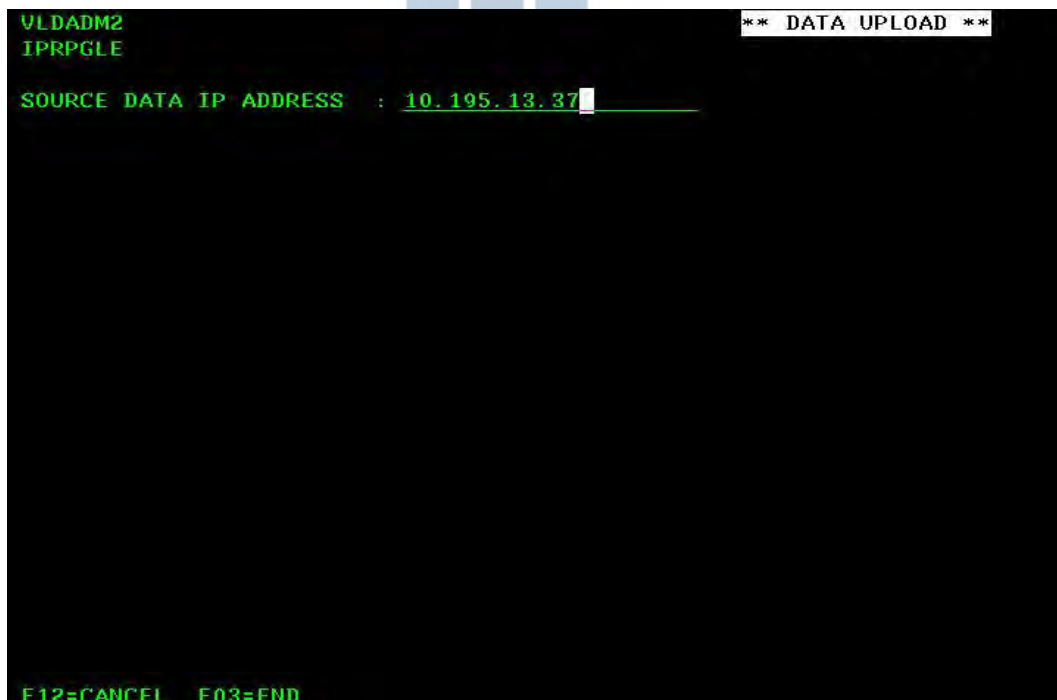 VLDADM2 ** DATA UPLOAD **
IPRPGLE
SOURCE DATA IP ADDRESS : 10.195.13.37
F12=CANCEL F03=END